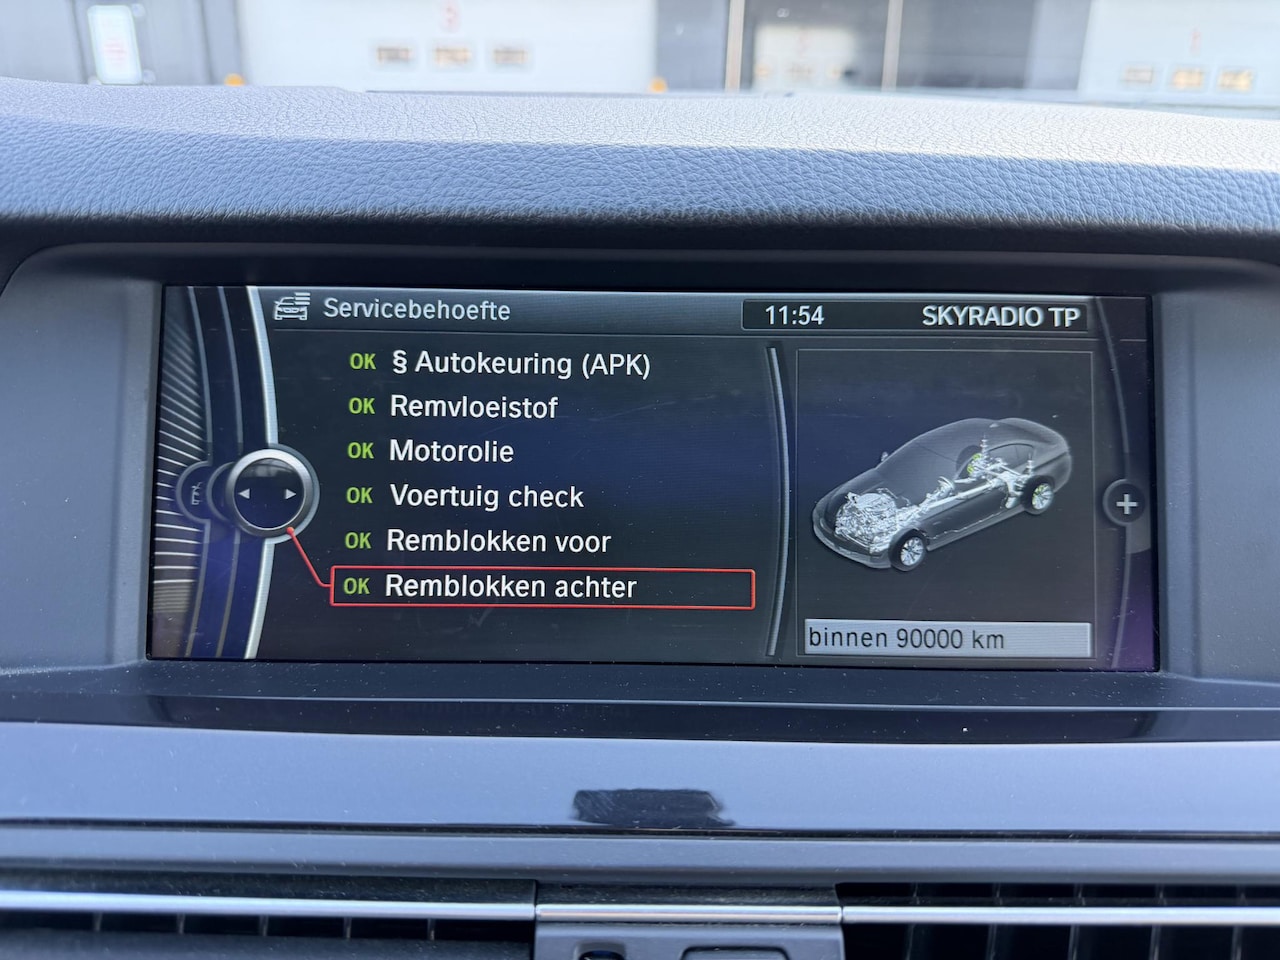 Servicebehoefte
11:54
SKYRADIO TP
OK § Autokeuring (APK)
OK Remvloeistof
OK Motorolie
OK Voertuig check
OK Remblokken voor
OK Remblokken achter
binnen 90000 km